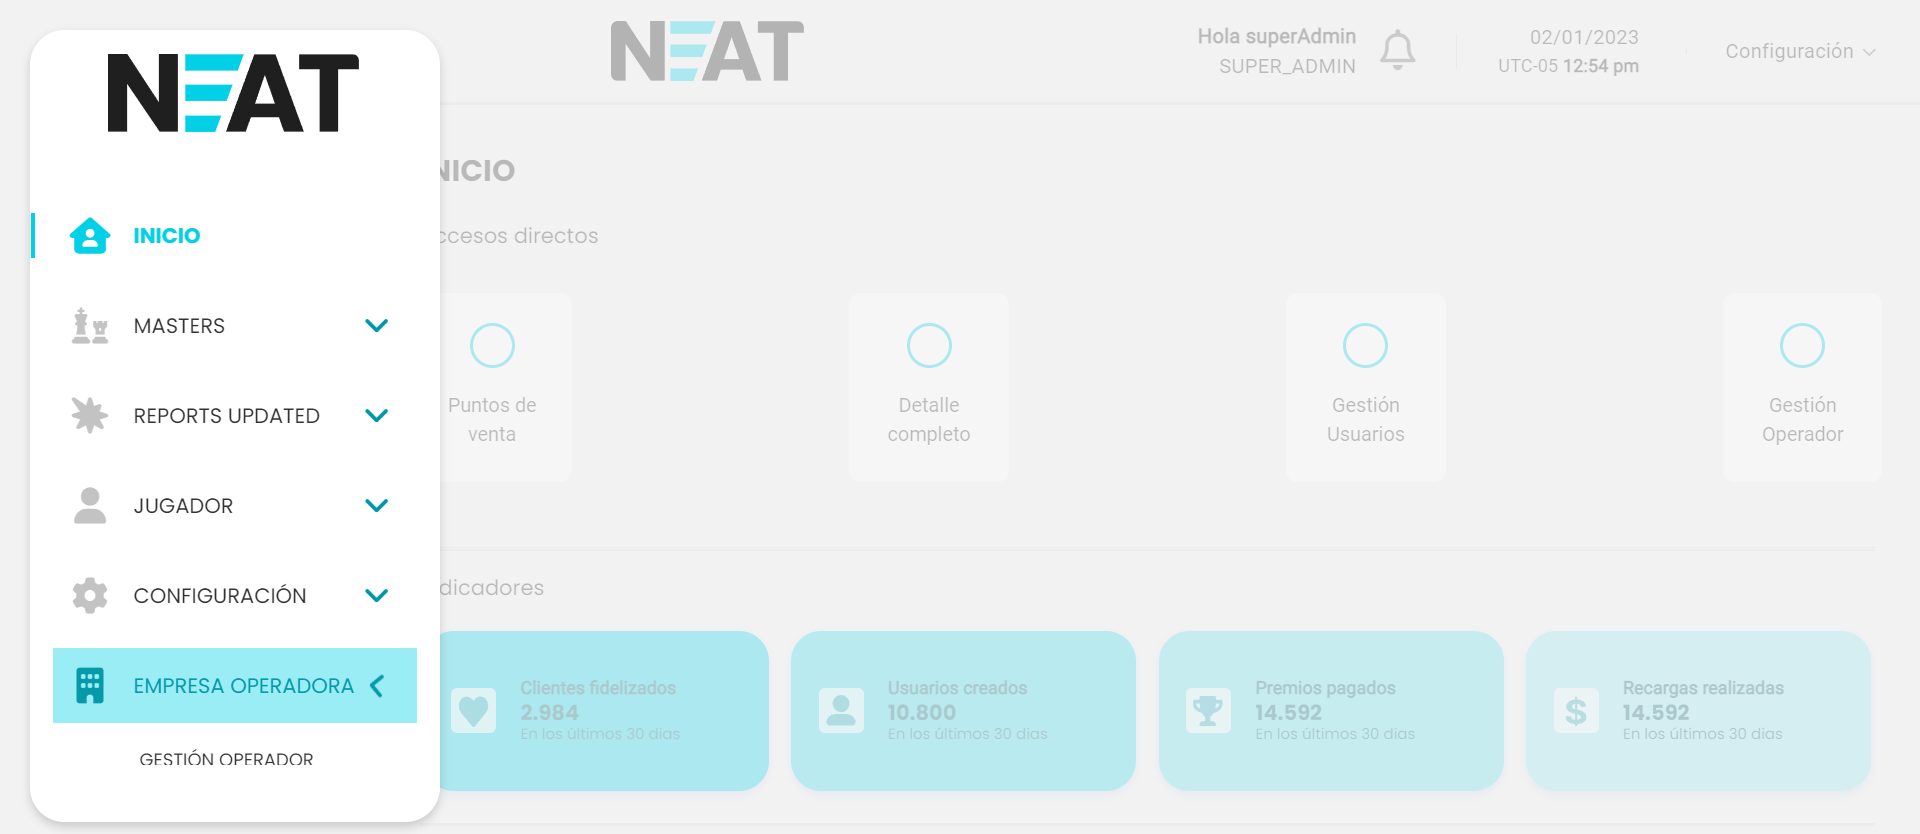 NEAT
INICIO
MASTERS
REPORTS UPDATED
JUGADOR
CONFIGURACIÓN
EMPRESA OPERADORA
GESTIÓN OPERADOR
NEAT
Hola superAdmin
SUPER_ADMIN
02/01/2023
UTC-05 12:54 pm
Configuración
NICIO
ccesos directos
Puntos de
venta
Detalle
completo
Gestión
Usuarios
Gestión
Operador
dicadores
Clientes fidelizados
2.984
En los últimos 30 dias
Usuarios creados
10.800
En los últimos 30 dias
Premios pagados
14.592
En los últimos 30 dias
Recargas realizadas
14.592
En los últimos 30 dias